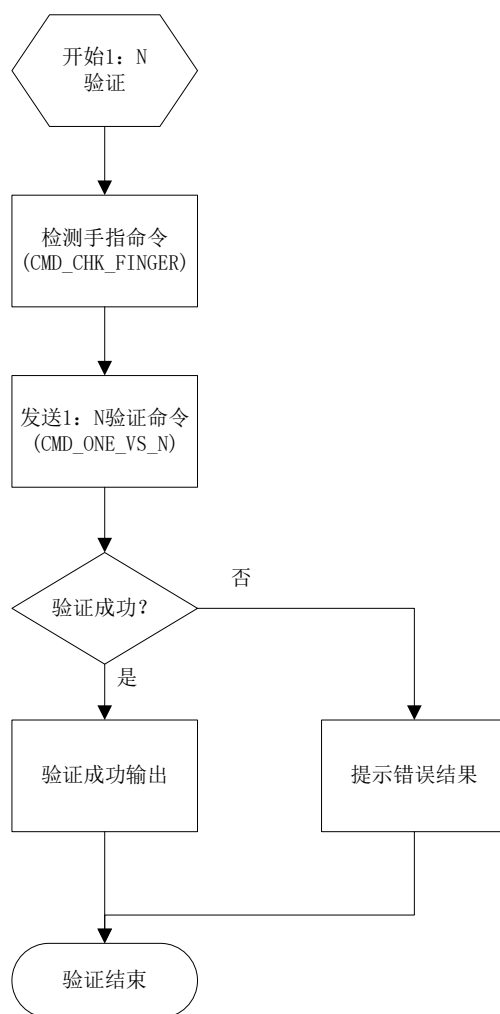 开始1：N
验证
检测手指命令
(CMD_CHK_FINGER)
发送1：N验证命令
(CMD_ONE_VS_N)
验证成功？
否
是
验证成功输出
提示错误结果
验证结束